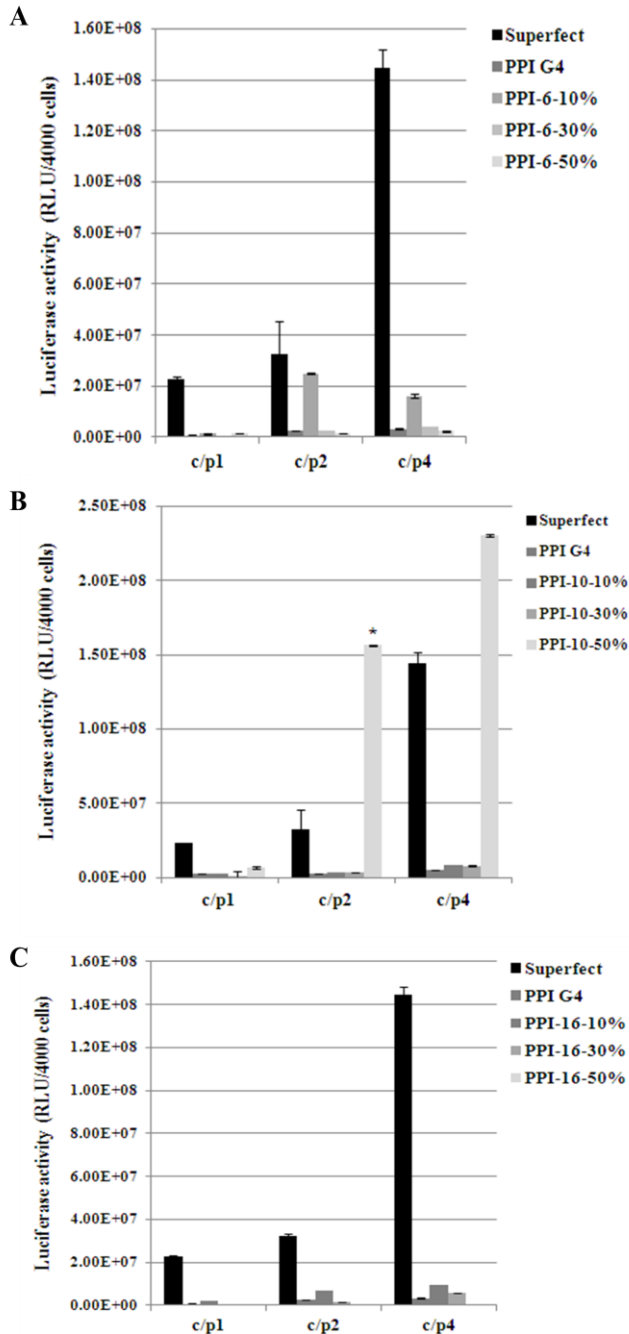 A
Luciferase activity (RLU/4000 cells)
1.60E+08
1.40E+08
1.20E+08
1.00E+08
8.00E+07
6.00E+07
4.00E+07
2.00E+07
0.00E+00
c/p1 c/p2 c/p4
Superfect
PPI G4
PPI-6-10%
PPI-6-30%
PPI-6-50%
B
Luciferase activity (RLU/4000 cells)
2.50E+08
2.00E+08
1.50E+08
1.00E+08
5.00E+07
0.00E+00
*
c/p1 c/p2 c/p4
Superfect
PPI G4
PPI-10-10%
PPI-10-30%
PPI-10-50%
C
Luciferase activity (RLU/4000 cells)
1.60E+08
1.40E+08
1.20E+08
1.00E+08
8.00E+07
6.00E+07
4.00E+07
2.00E+07
0.00E+00
c/p1 c/p2 c/p4
Superfect
PPI G4
PPI-16-10%
PPI-16-30%
PPI-16-50%